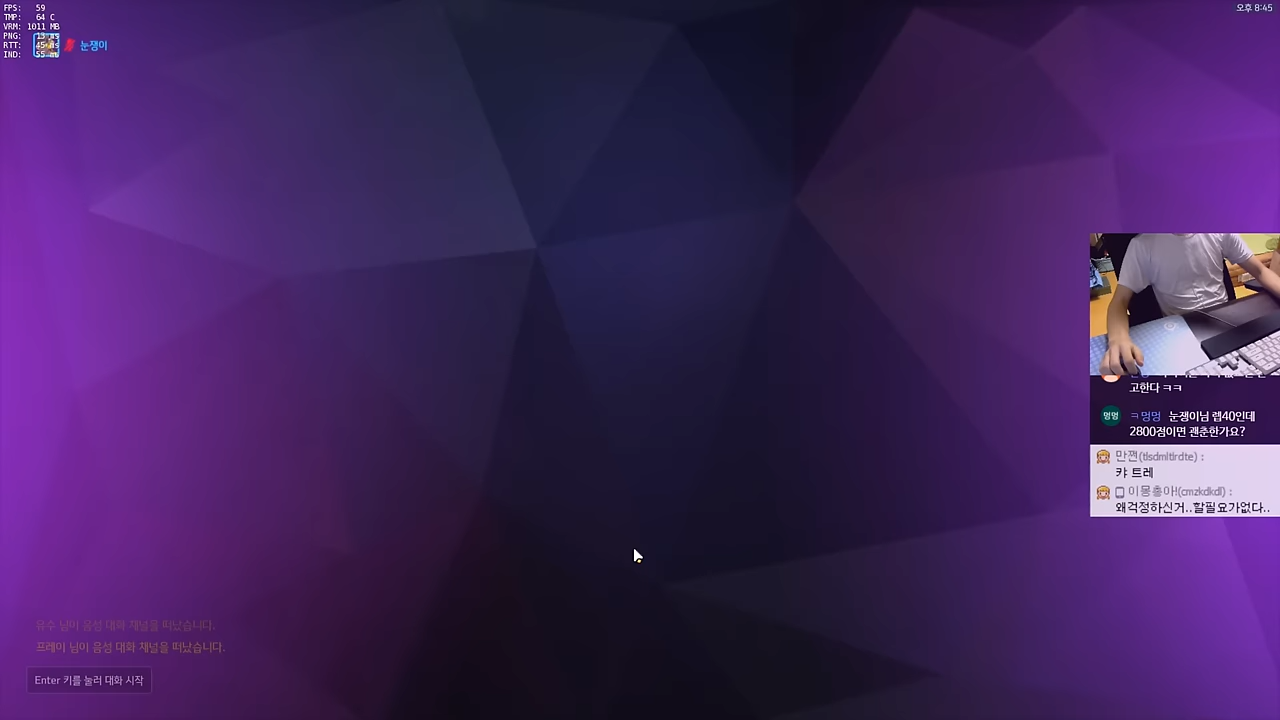 FPS: 59
TMP: 64 C
VRM: 1011 MB
PNG:
RTT:
IND:
눈쟁이
오후 8:45
고한다 ㅋㅋ
멍멍 ㅋ멍멍 눈쟁이님 렙40인데
2800점이면 괜춘한가요?
만쩐(tlsdmltlrdte) :
캬 트레
이몽총아!(cmzkdkdl) :
왜걱정하신거..할필요가없다..
유수 님이 음성 대화 채널을 떠났습니다.
프레이 님이 음성 대화 채널을 떠났습니다.
Enter 키를 눌러 대화 시작